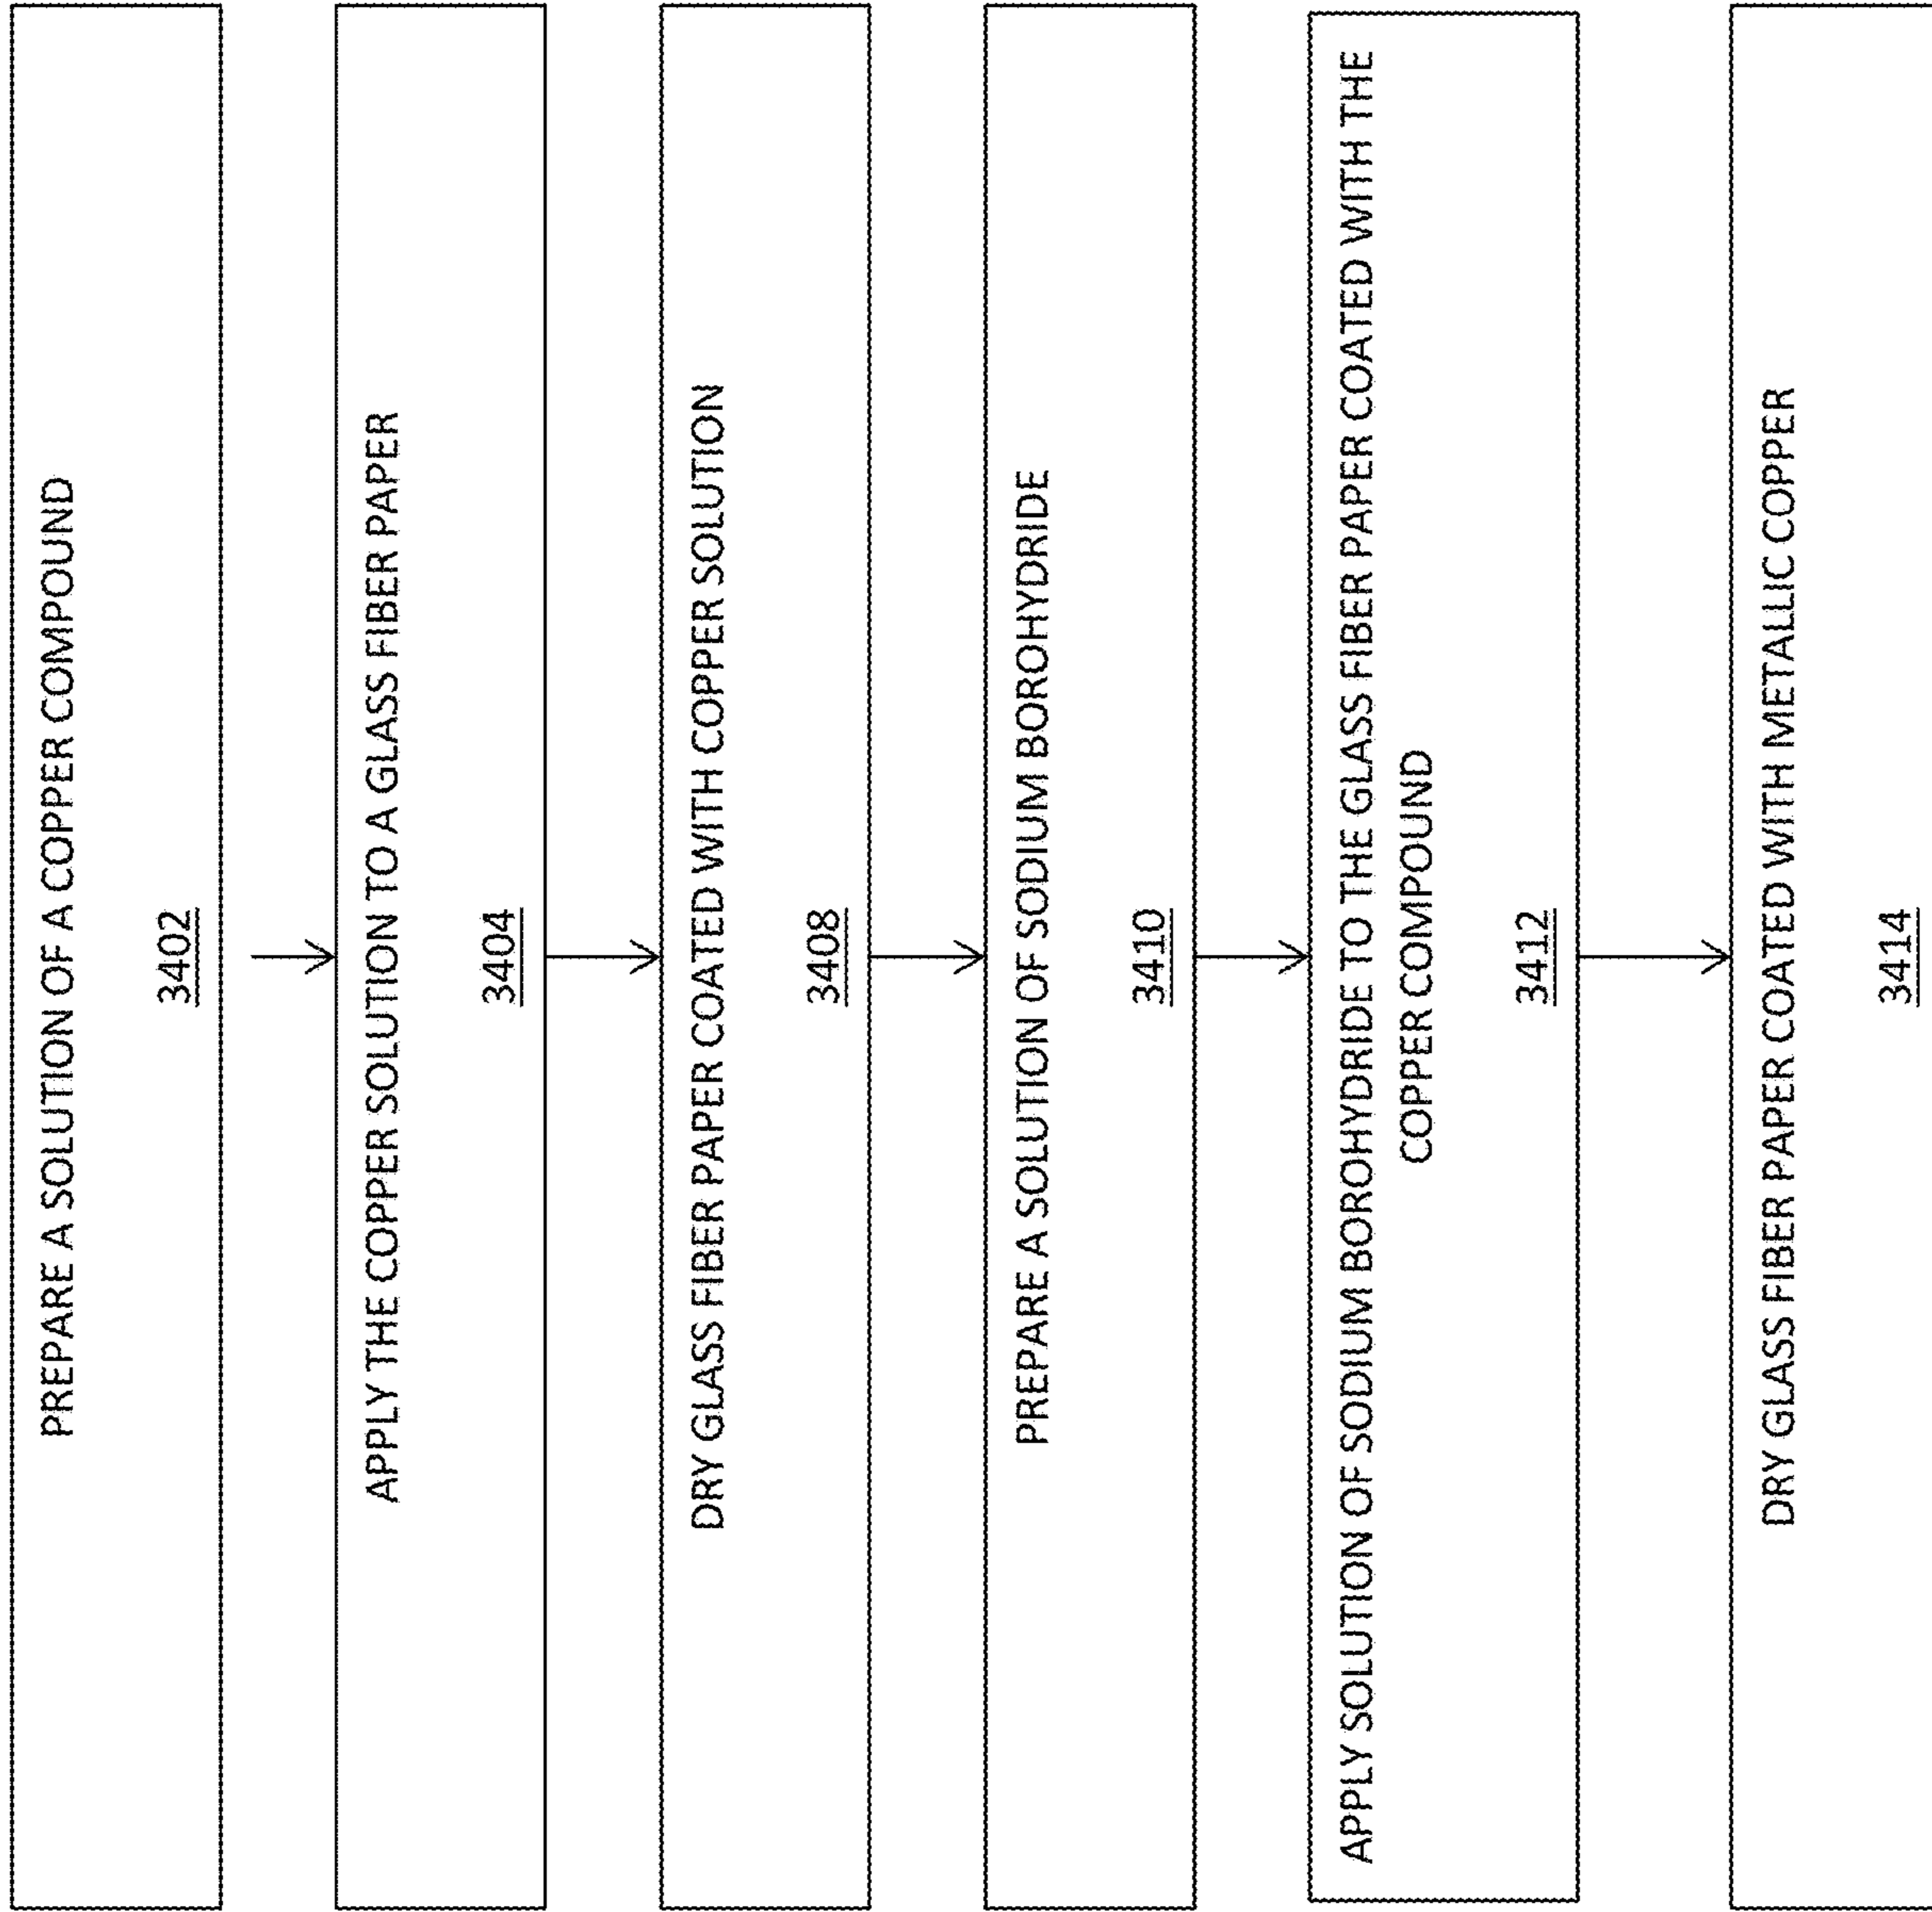 PREPARE A SOLUTION OF A COPPER COMPOUND
3402
APPLY THE COPPER SOLUTION TO A GLASS FIBER PAPER
3404
DRY GLASS FIBER PAPER COATED WITH COPPER SOLUTION
3408
PREPARE A SOLUTION OF SODIUM BOROHYDRIDE
3410
APPLY SOLUTION OF SODIUM BOROHYDRIDE TO THE GLASS FIBER PAPER COATED WITH THE
COPPER COMPOUND
3412
DRY GLASS FIBER PAPER COATED WITH METALLIC COPPER
3414